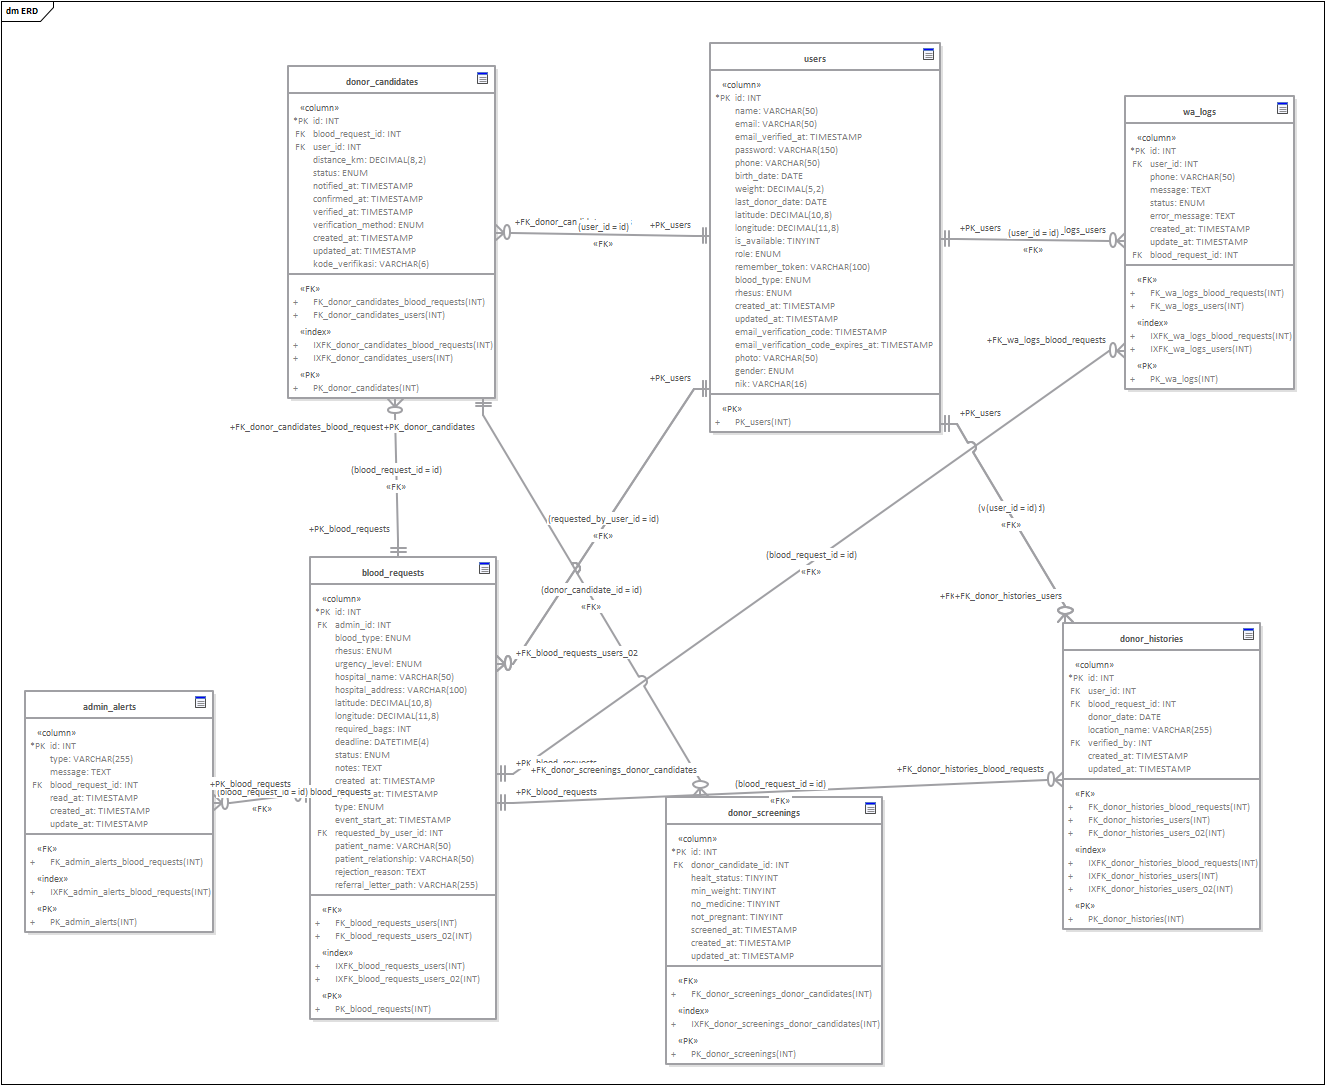 dm ERD
donor_candidates
«column»
*PK id: INT
FK blood_request_id: INT
FK user_id: INT
distance_km: DECIMAL(8,2)
status: ENUM
notified_at: TIMESTAMP
confirmed_at: TIMESTAMP
verified_at: TIMESTAMP
verification_method: ENUM
created_at: TIMESTAMP
updated_at: TIMESTAMP
kode_verifikasi: VARCHAR(6)
«FK»
+ FK_donor_candidates_blood_requests(INT)
+ FK_donor_candidates_users(INT)
«index»
+ IXFK_donor_candidates_blood_requests(INT)
+ IXFK_donor_candidates_users(INT)
«PK»
+ PK_donor_candidates(INT)
users
«column»
*PK id: INT
name: VARCHAR(50)
email: VARCHAR(50)
email_verified_at: TIMESTAMP
password: VARCHAR(150)
phone: VARCHAR(50)
birth_date: DATE
weight: DECIMAL(5,2)
last_donor_date: DATE
latitude: DECIMAL(10,8)
longitude: DECIMAL(11,8)
is_available: TINYINT
role: ENUM
remember_token: VARCHAR(100)
blood_type: ENUM
rhesus: ENUM
created_at: TIMESTAMP
updated_at: TIMESTAMP
email_verification_code: TIMESTAMP
email_verification_code_expires_at: TIMESTAMP
photo: VARCHAR(50)
gender: ENUM
nik: VARCHAR(16)
«PK»
+ PK_users(INT)
wa_logs
«column»
*PK id: INT
FK user_id: INT
phone: VARCHAR(50)
message: TEXT
status: ENUM
error_message: TEXT
created_at: TIMESTAMP
update_at: TIMESTAMP
FK blood_request_id: INT
«FK»
+ FK_wa_logs_blood_requests(INT)
+ FK_wa_logs_users(INT)
«index»
+ IXFK_wa_logs_blood_requests(INT)
+ IXFK_wa_logs_users(INT)
«PK»
+ PK_wa_logs(INT)
+FK_donor_can
(user_id = id)
+PK_users
«FK»
+PK_users
(user_id = id)
_logs_users
«FK»
+FK_wa_logs_blood_requests
+PK_users
+PK_users
+FK_donor_candidates_blood_request
+PK_donor_candidates
(blood_request_id = id)
«FK»
+PK_blood_requests
(requested_by_user_id = id)
«FK»
(donor_candidate_id = id)
«FK»
(blood_request_id = id)
«FK»
(v(user_id = id)
«FK»
+FK+FK_donor_histories_users
+FK_blood_requests_users_02
blood_requests
«column»
*PK id: INT
FK admin_id: INT
blood_type: ENUM
rhesus: ENUM
urgency_level: ENUM
hospital_name: VARCHAR(50)
hospital_address: VARCHAR(100)
latitude: DECIMAL(10,8)
longitude: DECIMAL(11,8)
required_bags: INT
deadline: DATETIME(4)
status: ENUM
notes: TEXT
created_at: TIMESTAMP
_at: TIMESTAMP
type: ENUM
event_start_at: TIMESTAMP
FK requested_by_user_id: INT
patient_name: VARCHAR(50)
patient_relationship: VARCHAR(50)
rejection_reason: TEXT
referral_letter_path: VARCHAR(255)
«FK»
+ FK_blood_requests_users(INT)
+ FK_blood_requests_users_02(INT)
«index»
+ IXFK_blood_requests_users(INT)
+ IXFK_blood_requests_users_02(INT)
«PK»
+ PK_blood_requests(INT)
admin_alerts
«column»
*PK id: INT
type: VARCHAR(255)
message: TEXT
FK blood_request_id: INT
read_at: TIMESTAMP
created_at: TIMESTAMP
update_at: TIMESTAMP
«FK»
+ FK_admin_alerts_blood_requests(INT)
«index»
+ IXFK_admin_alerts_blood_requests(INT)
«PK»
+ PK_admin_alerts(INT)
+PK_blood_requests
(blood_request_id = id)
blood_requests
«FK»
+PK_blood_requests
+FK_donor_screenings_donor_candidates
+PK_blood_requests
(blood_request_id = id)
«FK»
+FK_donor_histories_blood_requests
donor_screenings
«column»
*PK id: INT
FK donor_candidate_id: INT
healt_status: TINYINT
min_weight: TINYINT
no_medicine: TINYINT
not_pregnant: TINYINT
screened_at: TIMESTAMP
created_at: TIMESTAMP
updated_at: TIMESTAMP
«FK»
+ FK_donor_screenings_donor_candidates(INT)
«index»
+ IXFK_donor_screenings_donor_candidates(INT)
«PK»
+ PK_donor_screenings(INT)
donor_histories
«column»
*PK id: INT
FK user_id: INT
FK blood_request_id: INT
donor_date: DATE
location_name: VARCHAR(255)
FK verified_by: INT
created_at: TIMESTAMP
updated_at: TIMESTAMP
«FK»
+ FK_donor_histories_blood_requests(INT)
+ FK_donor_histories_users(INT)
+ FK_donor_histories_users_02(INT)
«index»
+ IXFK_donor_histories_blood_requests(INT)
+ IXFK_donor_histories_users(INT)
+ IXFK_donor_histories_users_02(INT)
«PK»
+ PK_donor_histories(INT)